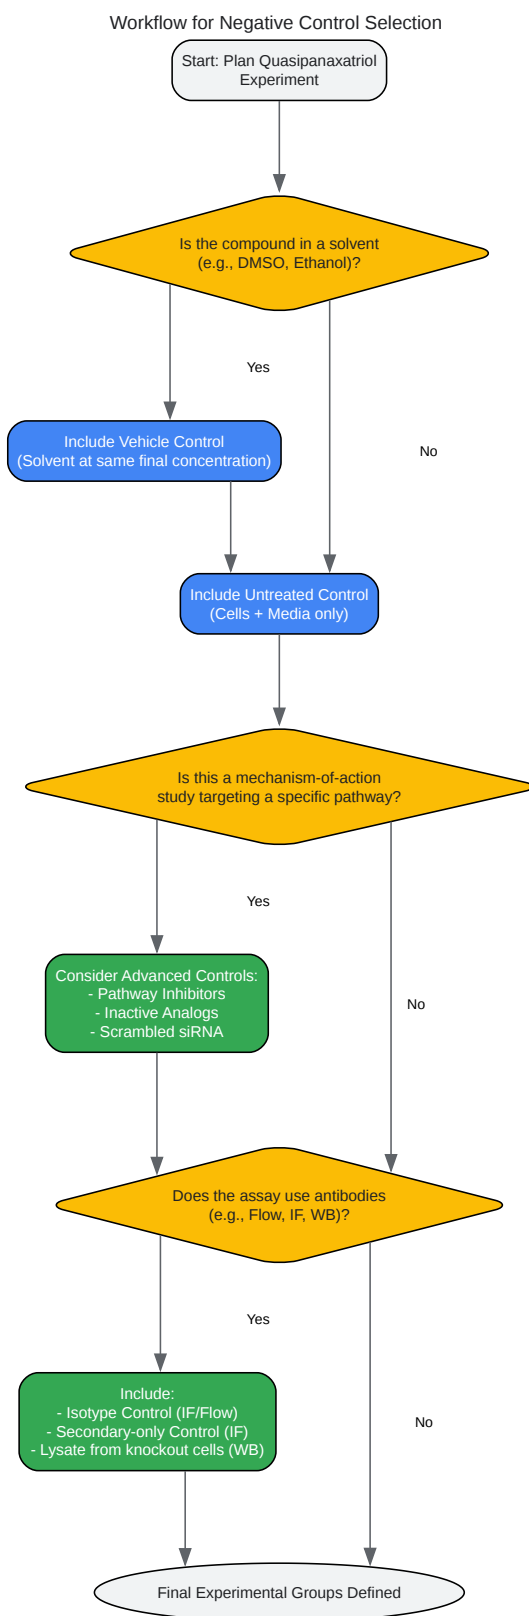 Workflow for Negative Control Selection
Start: Plan Quasipanaxatriol
Experiment
Is the compound in a solvent
(e.g., DMSO, Ethanol)?
Yes
Include Vehicle Control
(Solvent at same final concentration)
No
Include Untreated Control
(Cells + Media only)
Is this a mechanism-of-action
study targeting a specific pathway?
Yes
Consider Advanced Controls:
- Pathway Inhibitors
- Inactive Analogs
- Scrambled siRNA
No
Does the assay use antibodies
(e.g., Flow, IF, WB)?
Yes
Include:
- Isotype Control (IF/Flow)
- Secondary-only Control (IF)
- Lysate from knockout cells (WB)
No
Final Experimental Groups Defined